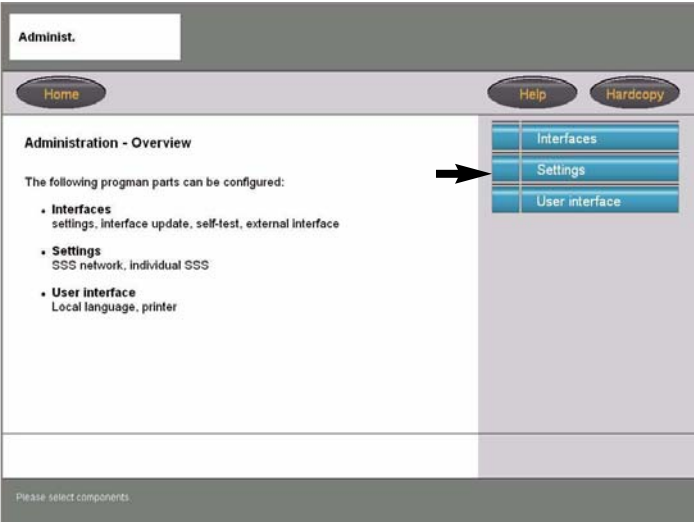 Administ.
Home
Help
Hardcopy
Administration - Overview
The following progman parts can be configured:
• Interfaces
settings, interface update, self-test, external interface
• Settings
SSS network, individual SSS
• User interface
Local language, printer
Interfaces
Settings
User interface
Please select components.